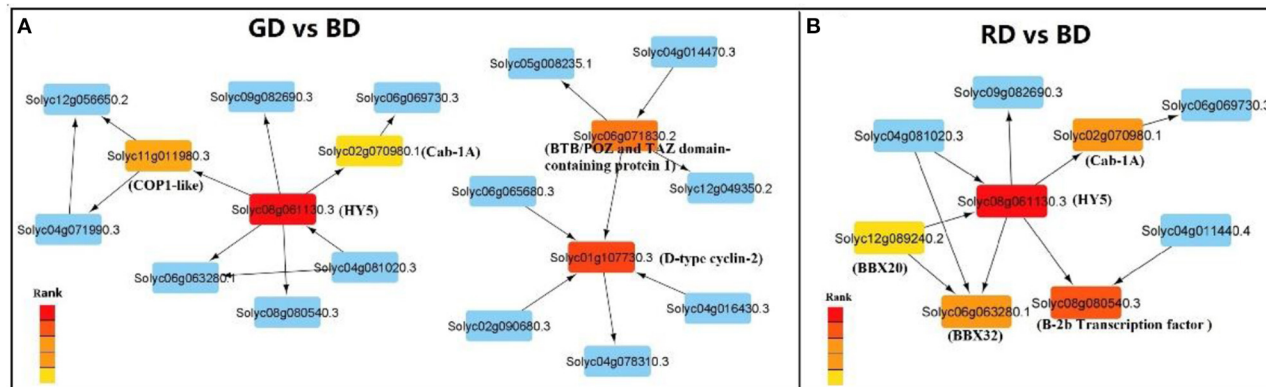 A
GD vs BD
Solyc05g008235.1
Solyc04g014470.3
Solyc12g056650.2
Solyc09g082690.3
Solyc06g069730.3
Solyc11g011980.3
(COP1-like)
Solyc02g070980.1
(Cab-1A)
Solyc06g071830.2
(BTB/POZ and TAZ domain-
containing protein 1)
Solyc12g049350.2
Solyc06g065680.3
Solyc08g061130.3
(HY5)
Solyc04g071990.3
Solyc06g063280.1
Solyc04g081020.3
Solyc01g107730.3
(D-type cyclin-2)
Solyc08g080540.3
Solyc04g016430.3
Solyc02g090680.3
Solyc04g078310.3
Rank
B
RD vs BD
Solyc09g082690.3
Solyc06g069730.3
Solyc04g081020.3
Solyc02g070980.1
(Cab-1A)
Solyc08g061130.3
(HY5)
Solyc12g089240.2
(BBX20)
Solyc04g011440.4
Solyc06g063280.1
(BBX32)
Solyc08g080540.3
(B-2b Transcription factor )
Rank